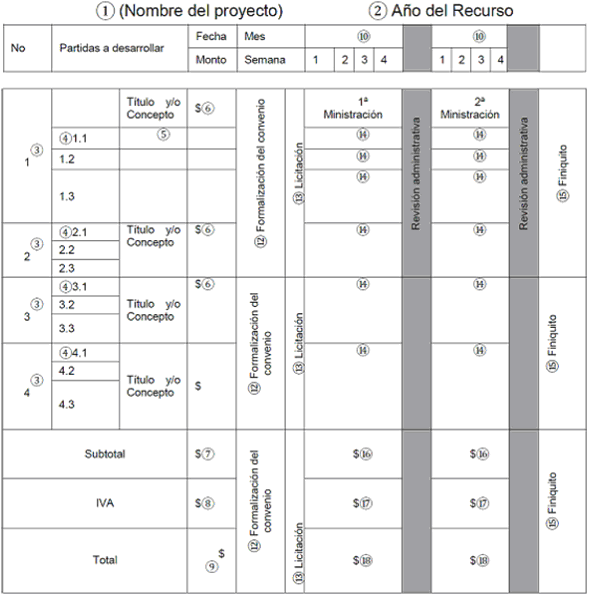 ① (Nombre del proyecto) ② Año del Recurso
No Partidas a desarrollar Fecha Mes ⑩ ⑩
Monto Semana 1 2 3 4 1 2 3 4
Título y/o Concepto $⑥ 1ª Ministración 2ª Ministración
③ 1
④1.1 ⑤ ⑭ ⑭
1.2 ⑭ ⑭
1.3 ⑭ ⑭
⑫ Formalización del convenio
⑬ Licitación
Revisión administrativa
Revisión administrativa
⑮ Finiquito
③ 2
④2.1 Título y/o Concepto $⑥ ⑭ ⑭
2.2
2.3
③ 3
④3.1 $⑥ ⑭ ⑭
3.2 Título y/o Concepto
3.3
⑫ Formalización del convenio
⑬ Licitación
⑮ Finiquito
③ 4
④4.1 ⑭ ⑭
4.2
Título y/o Concepto $
4.3
Subtotal $⑦ $⑯ $⑯
IVA $⑧ $⑰ $⑰
Total $ ⑨ $⑱ $⑱
⑫ Formalización del convenio
⑬ Licitación
⑮ Finiquito